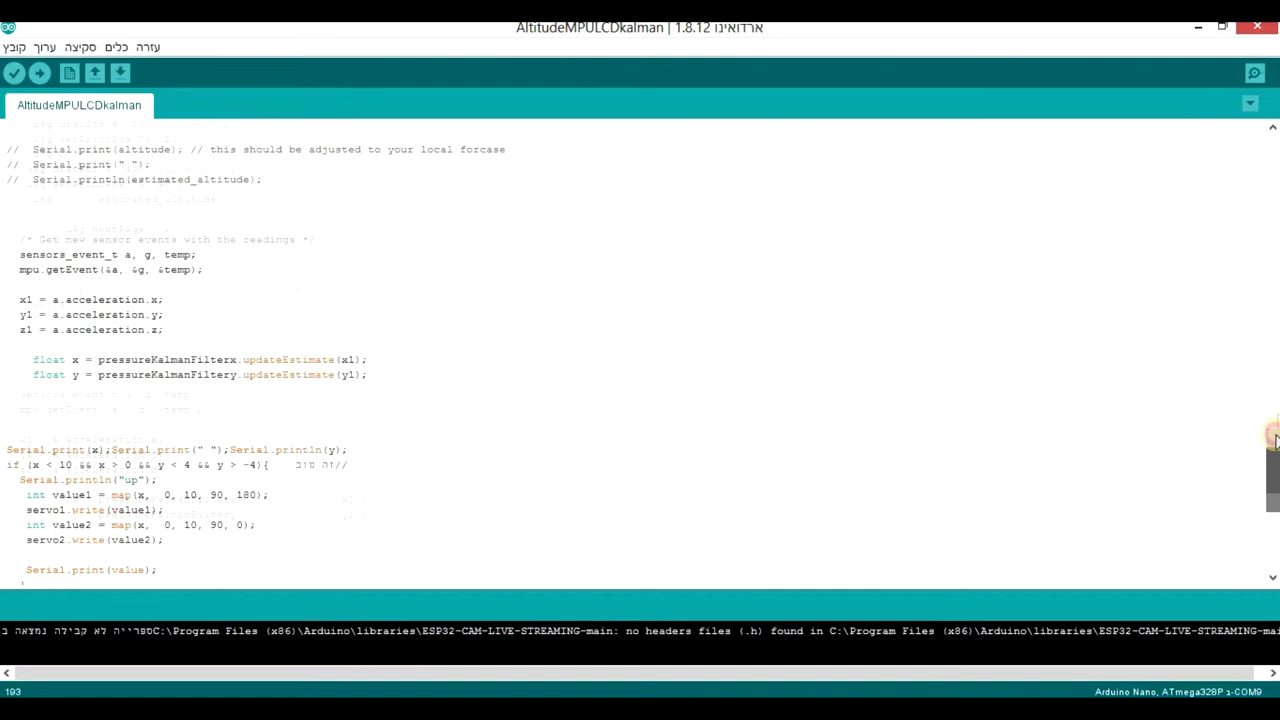 AltitudeMPULCDkalman | 1.8.12 ארדואינו
קובץ ערוך סקיצה כלים עזרה
AltitudeMPULCDkalman
// Serial.print(altitude); // this should be adjusted to your local forcase
// Serial.print(" ");
// Serial.println(estimated_altitude);
/* Get new sensor events with the readings */
sensors_event_t a, g, temp;
mpu.getEvent(&a, &g, &temp);
x1 = a.acceleration.x;
y1 = a.acceleration.y;
z1 = a.acceleration.z;
float x = pressureKalmanFilterx.updateEstimate(x1);
float y = pressureKalmanFiltery.updateEstimate(y1);
Serial.print(x);Serial.print(" ");Serial.println(y);
if (x < 10 && x > 0 && y < 4 && y > -4){ //זה טוב
Serial.println("up");
int value1 = map(x, 0, 10, 90, 180);
servo1.write(value1);
int value2 = map(x, 0, 10, 90, 0);
servo2.write(value2);
Serial.print(value);
ספרייה לא קבילה נמצאה בC:\Program Files (x86)\Arduino\libraries\ESP32-CAM-LIVE-STREAMING-main: no headers files (.h) found in C:\Program Files (x86)\Arduino\libraries\ESP32-CAM-LIVE-STREAMING-mai
193
Arduino Nano, ATmega328P ב-COM9